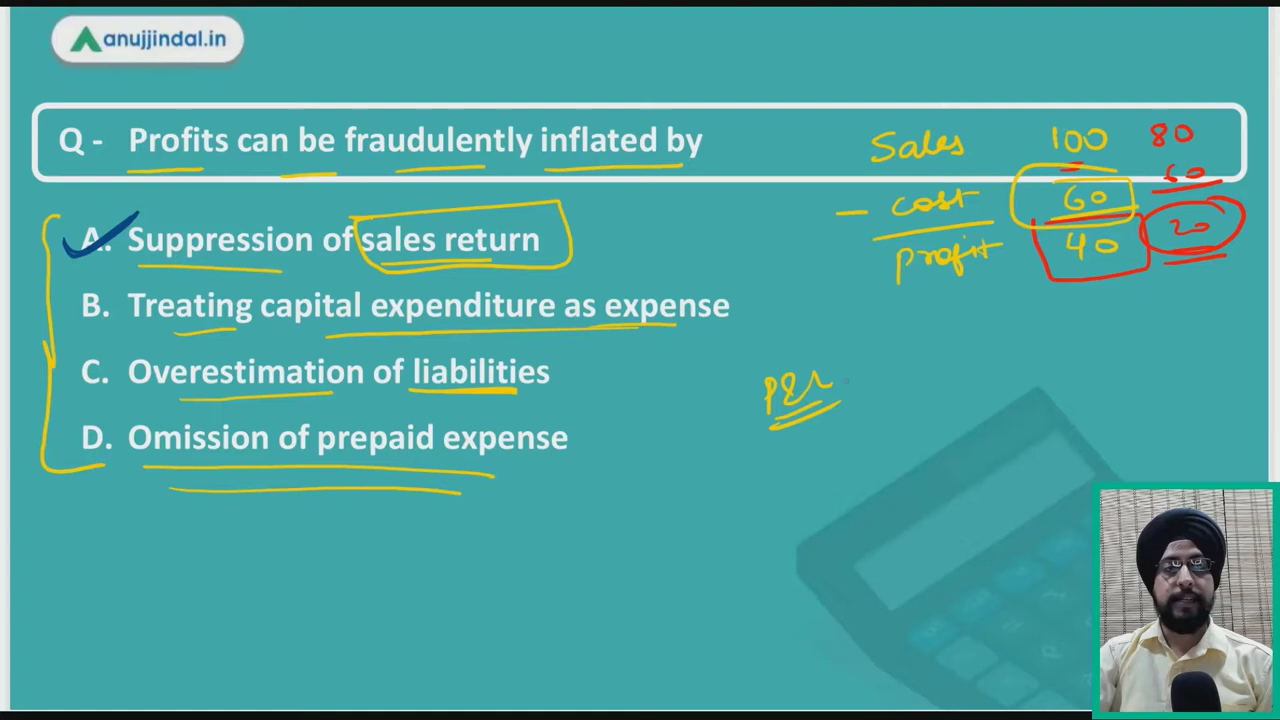 anujjindal.in
Q - Profits can be fraudulently inflated by
A. Suppression of sales return
B. Treating capital expenditure as expense
C. Overestimation of liabilities
D. Omission of prepaid expense
Sales 100 80
- cost 60 60
profit 40 20
P&L